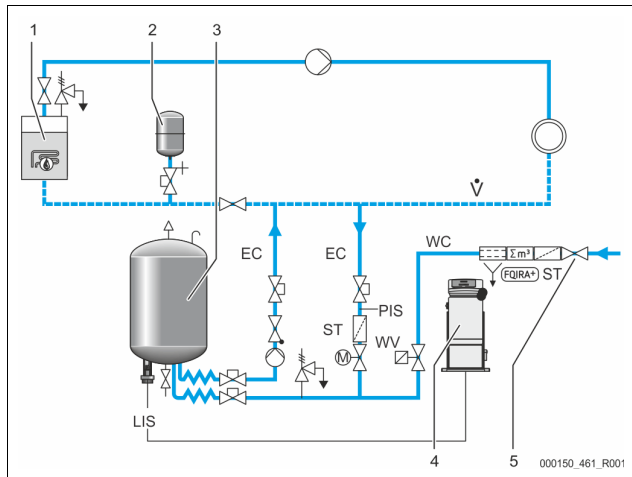 1
2
3
V̇
EC
EC
WC
Σm³
FQIRA+
ST
PIS
ST
WV
M
LIS
4
5
000150_461_R001